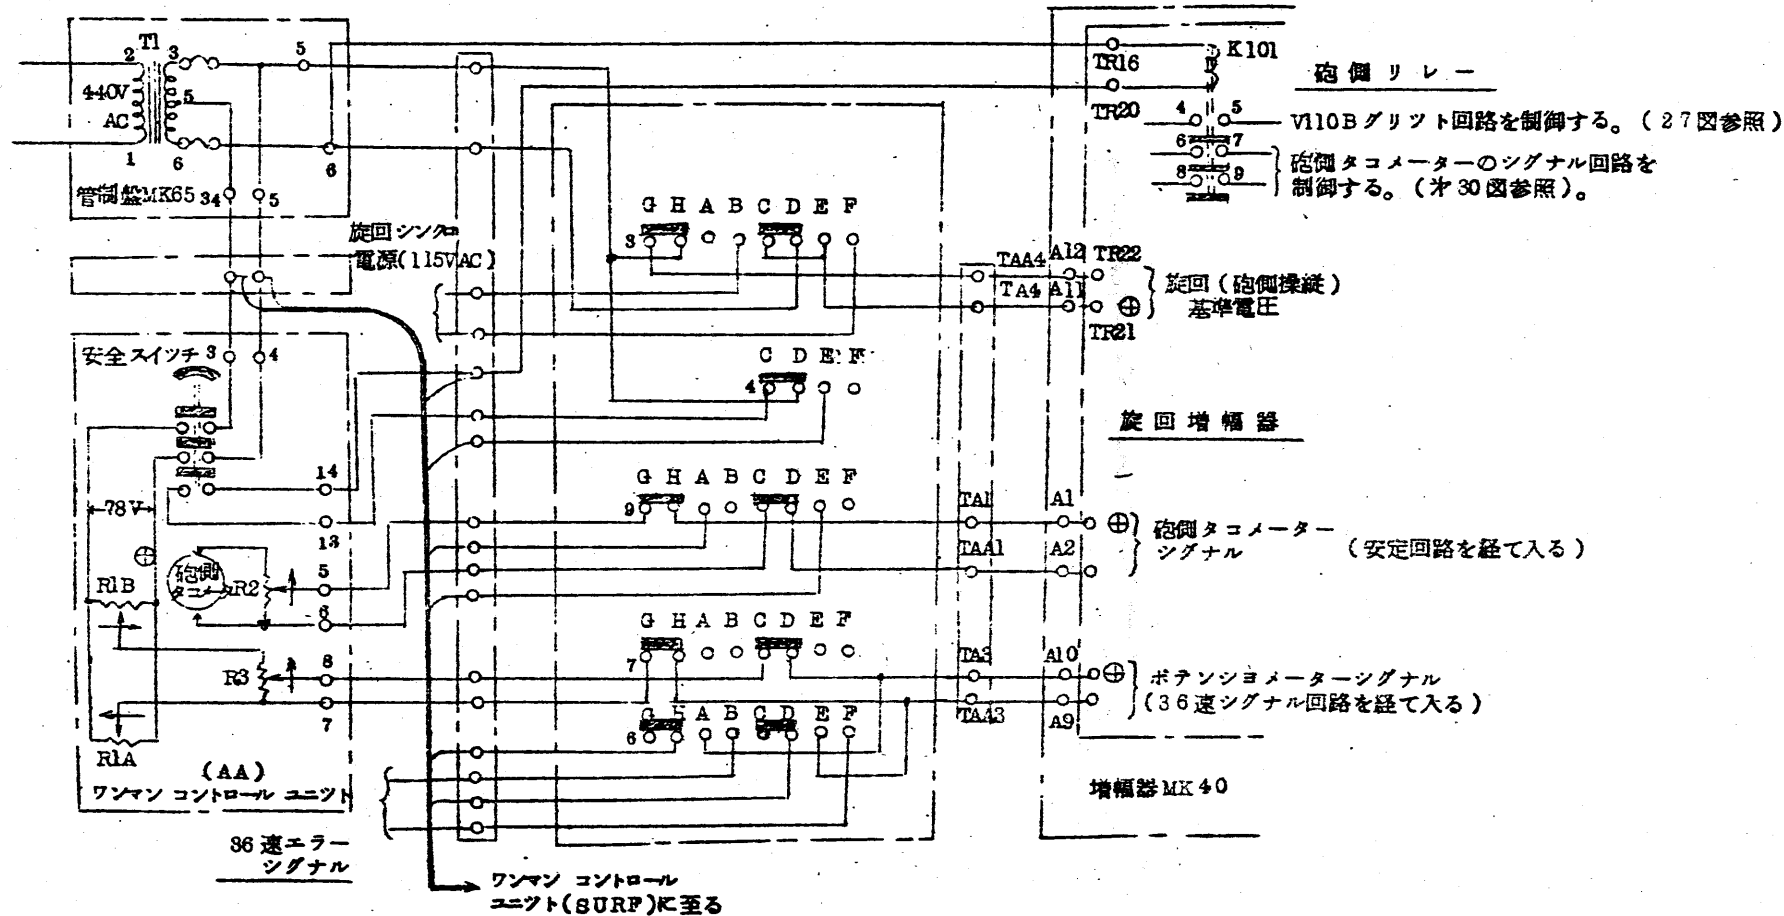 T1
2 3
440V
AC
5
1 6
5
6
管制盤MK65 34 5
旋回シンクロ
電源(115VAC)
安全スイッチ 3 4
14
13
78V
砲側
タコメータ
R1B
R2
5
6
R3
8
7
R1A
(AA)
ワンマン コントロール ユニツト
36速エラー
シグナル
ワンマン コントロール
ユニツト(SURF)に至る
G H A B C D E F
3
C D E F
4
G H A B C D E F
9
G H A B C D E F
7
G H A B C D E F
6
TR16
K101
TR20
砲側リレー
4 5
V110Bグリツト回路を制御する。(27図参照)
6 7
8 9
砲側タコメーターのシグナル回路を
制御する。(才30図参照)。
TAA4 A12 TR22
TA4 A11
TR21
旋回(砲側操縦)
基準電圧
旋回増幅器
TA1 A1
TAA1 A2
砲側タコメーター
シグナル (安定回路を経て入る)
TA3 A10
TAA3 A9
ポテンシヨメーターシグナル
(36速シグナル回路を経て入る)
増幅器MK40